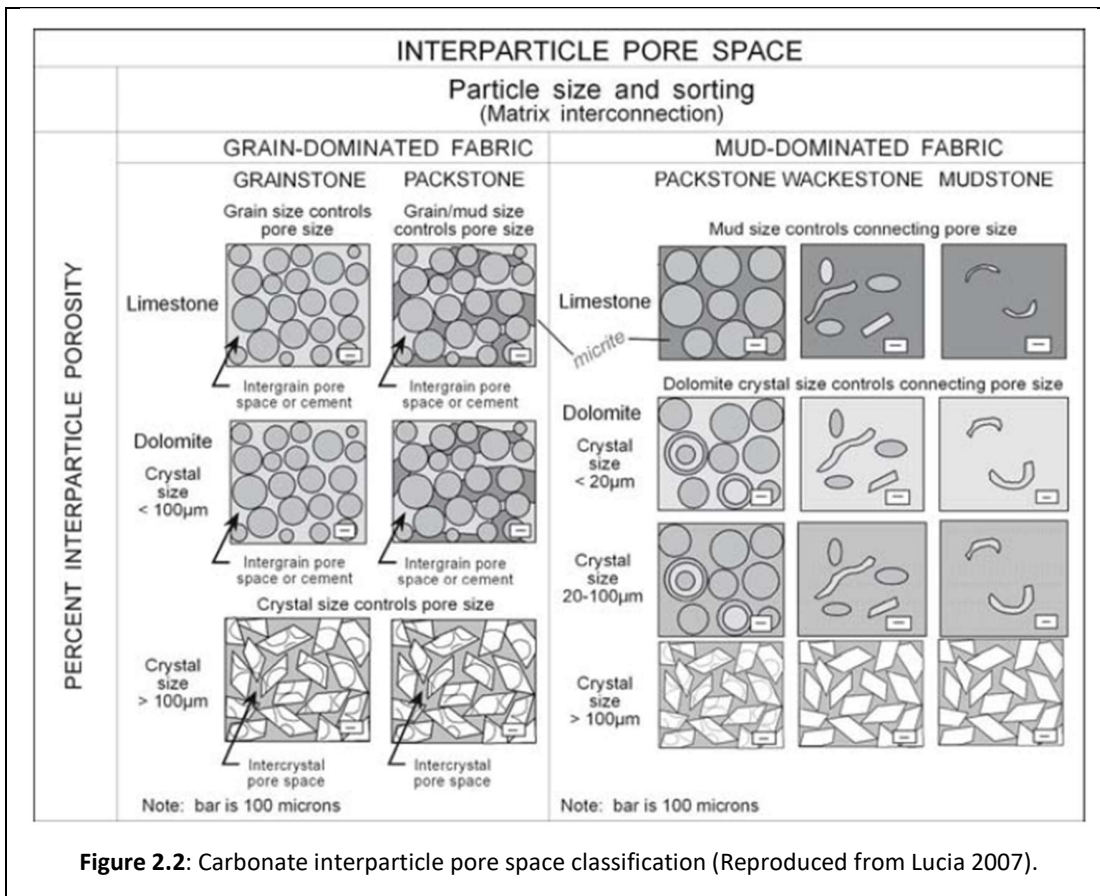 INTERPARTICLE PORE SPACE
Particle size and sorting
(Matrix interconnection)
PERCENT INTERPARTICLE POROSITY
GRAIN-DOMINATED FABRIC
GRAINSTONE PACKSTONE
Grain size controls
pore size
Grain/mud size
controls pore size
Limestone
Intergrain pore
space or cement
Intergrain pore
space or cement
Dolomite
Crystal
size
< 100µm
Intergrain pore
space or cement
Intergrain pore
space or cement
Crystal size controls pore size
Crystal
size
> 100µm
Intercrystal
pore space
Intercrystal
pore space
Note: bar is 100 microns
MUD-DOMINATED FABRIC
PACKSTONE WACKESTONE MUDSTONE
Mud size controls connecting pore size
Limestone
micrite
Dolomite crystal size controls connecting pore size
Dolomite
Crystal
size
< 20µm
Crystal
size
20-100µm
Crystal
size
> 100µm
Note: bar is 100 microns
Figure 2.2: Carbonate interparticle pore space classification (Reproduced from Lucia 2007).